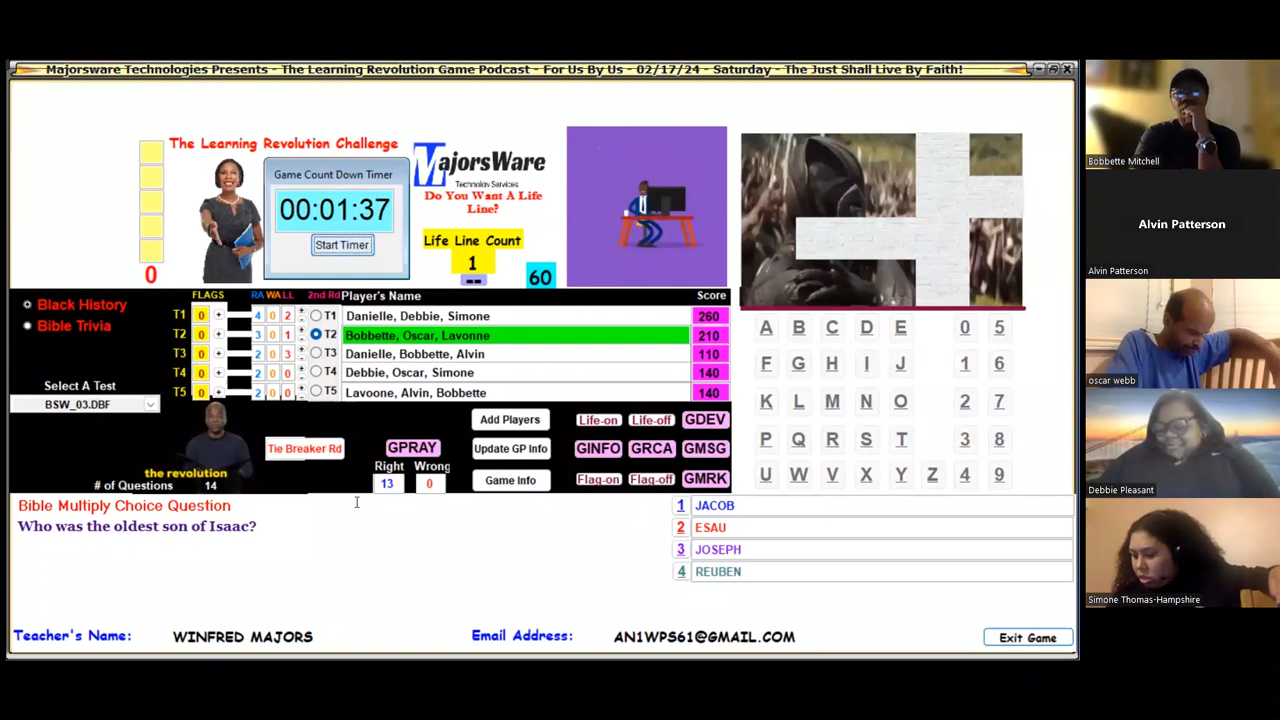 Majorsware Technologies Presents - The Learning Revolution Game Podcast - For Us By Us - 02/17/24 - Saturday - The Just Shall Live By Faith!
The Learning Revolution Challenge
0
Game Count Down Timer
00:01:37
Start Timer
MajorsWare
Technology Services
Do You Want A Life
Line?
Life Line Count
1
60
Black History
Bible Trivia
Select A Test
BSW_03.DBF
FLAGS RA WA LL 2nd Rd Player's Name Score
T1 0 + 4 0 2 T1 Danielle, Debbie, Simone 260
T2 0 + 3 0 1 T2 Bobbette, Oscar, Lavonne 210
T3 0 + 2 0 3 T3 Danielle, Bobbette, Alvin 110
T4 0 + 2 0 0 T4 Debbie, Oscar, Simone 140
T5 0 + 2 0 0 T5 Lavoone, Alvin, Bobbette 140
the revolution
# of Questions 14
Tie Breaker Rd
GPRAY
Right Wrong
13 0
Add Players Life-on Life-off GDEV
Update GP Info GINFO GRCA GMSG
Game Info Flag-on Flag-off GMRK
A B C D E 0 5
F G H I J 1 6
K L M N O 2 7
P Q R S T 3 8
U W V X Y Z 4 9
Bible Multiply Choice Question
Who was the oldest son of Isaac?
1 JACOB
2 ESAU
3 JOSEPH
4 REUBEN
Teacher's Name: WINFRED MAJORS Email Address: AN1WPS61@GMAIL.COM Exit Game
Bobbette Mitchell
Alvin Patterson
Alvin Patterson
oscar webb
Debbie Pleasant
Simone Thomas-Hampshire